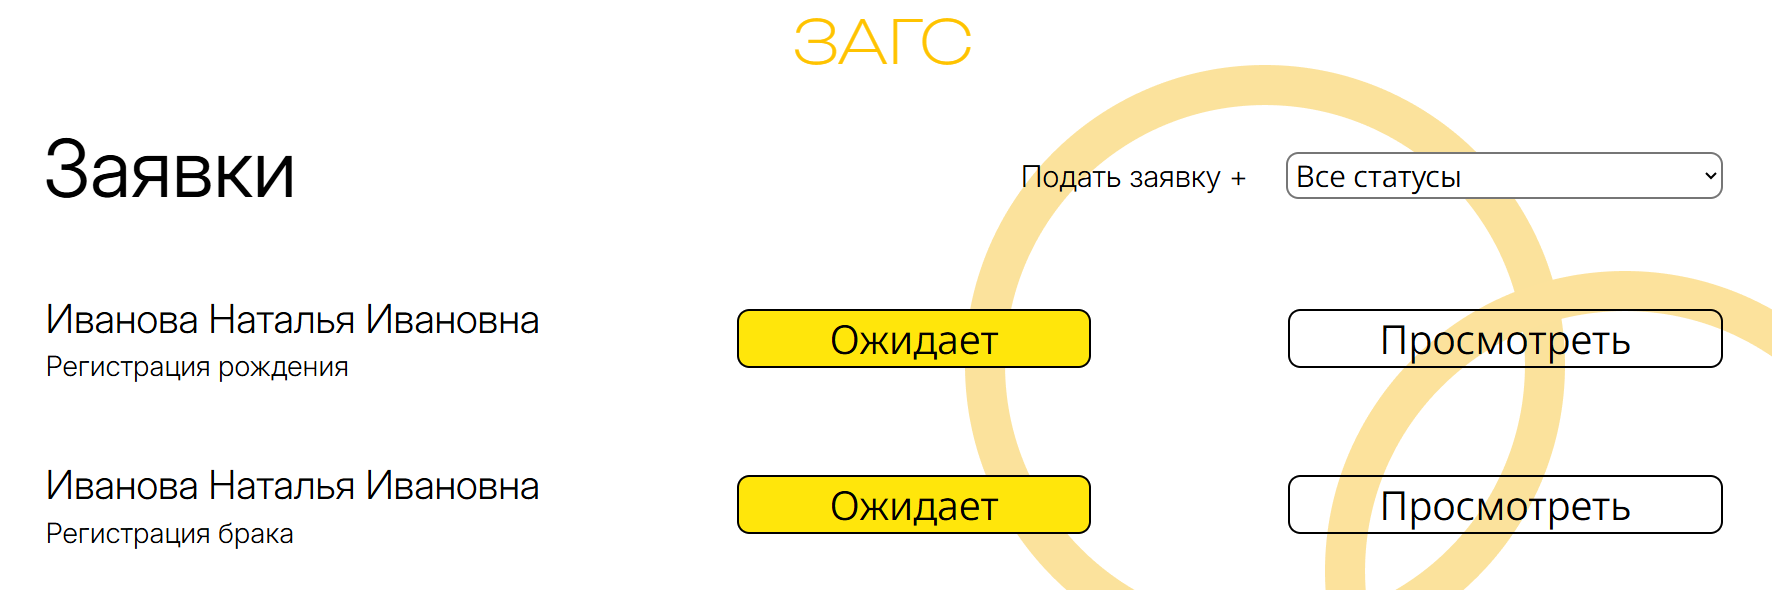 ЗАГС
Заявки
Подать заявку +
Все статусы
Иванова Наталья Ивановна
Регистрация рождения
Ожидает
Просмотреть
Иванова Наталья Ивановна
Регистрация брака
Ожидает
Просмотреть